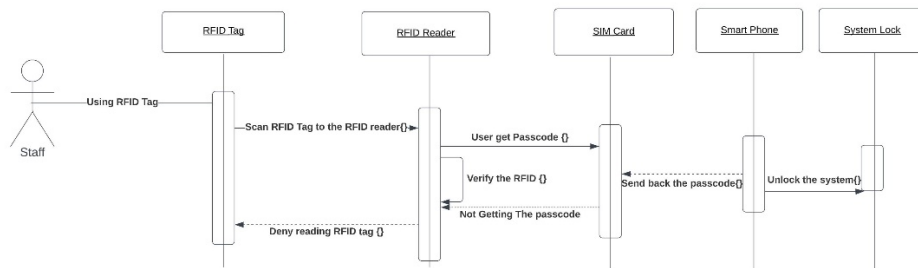 RFID Tag
RFID Reader
SIM Card
Smart Phone
System Lock
Using RFID Tag
Staff
Scan RFID Tag to the RFID reader{}
User get Passcode {}
Verify the RFID {}
Send back the passcode{}
Unlock the system{}
Not Getting The passcode
Deny reading RFID tag {}